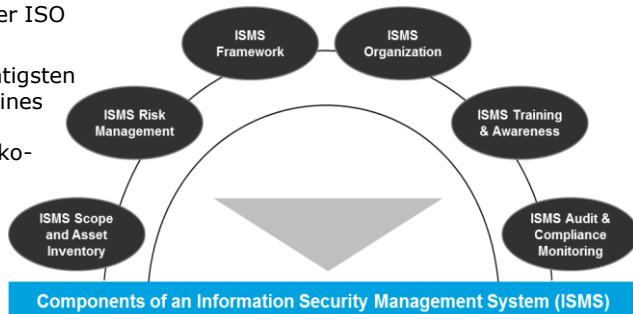 er ISO
ätigsten
ines
ko-
ISMS
Framework
ISMS
Organization
ISMS Risk
Management
ISMS Training
& Awareness
ISMS Scope
and Asset
Inventory
ISMS Audit &
Compliance
Monitoring
Components of an Information Security Management System (ISMS)